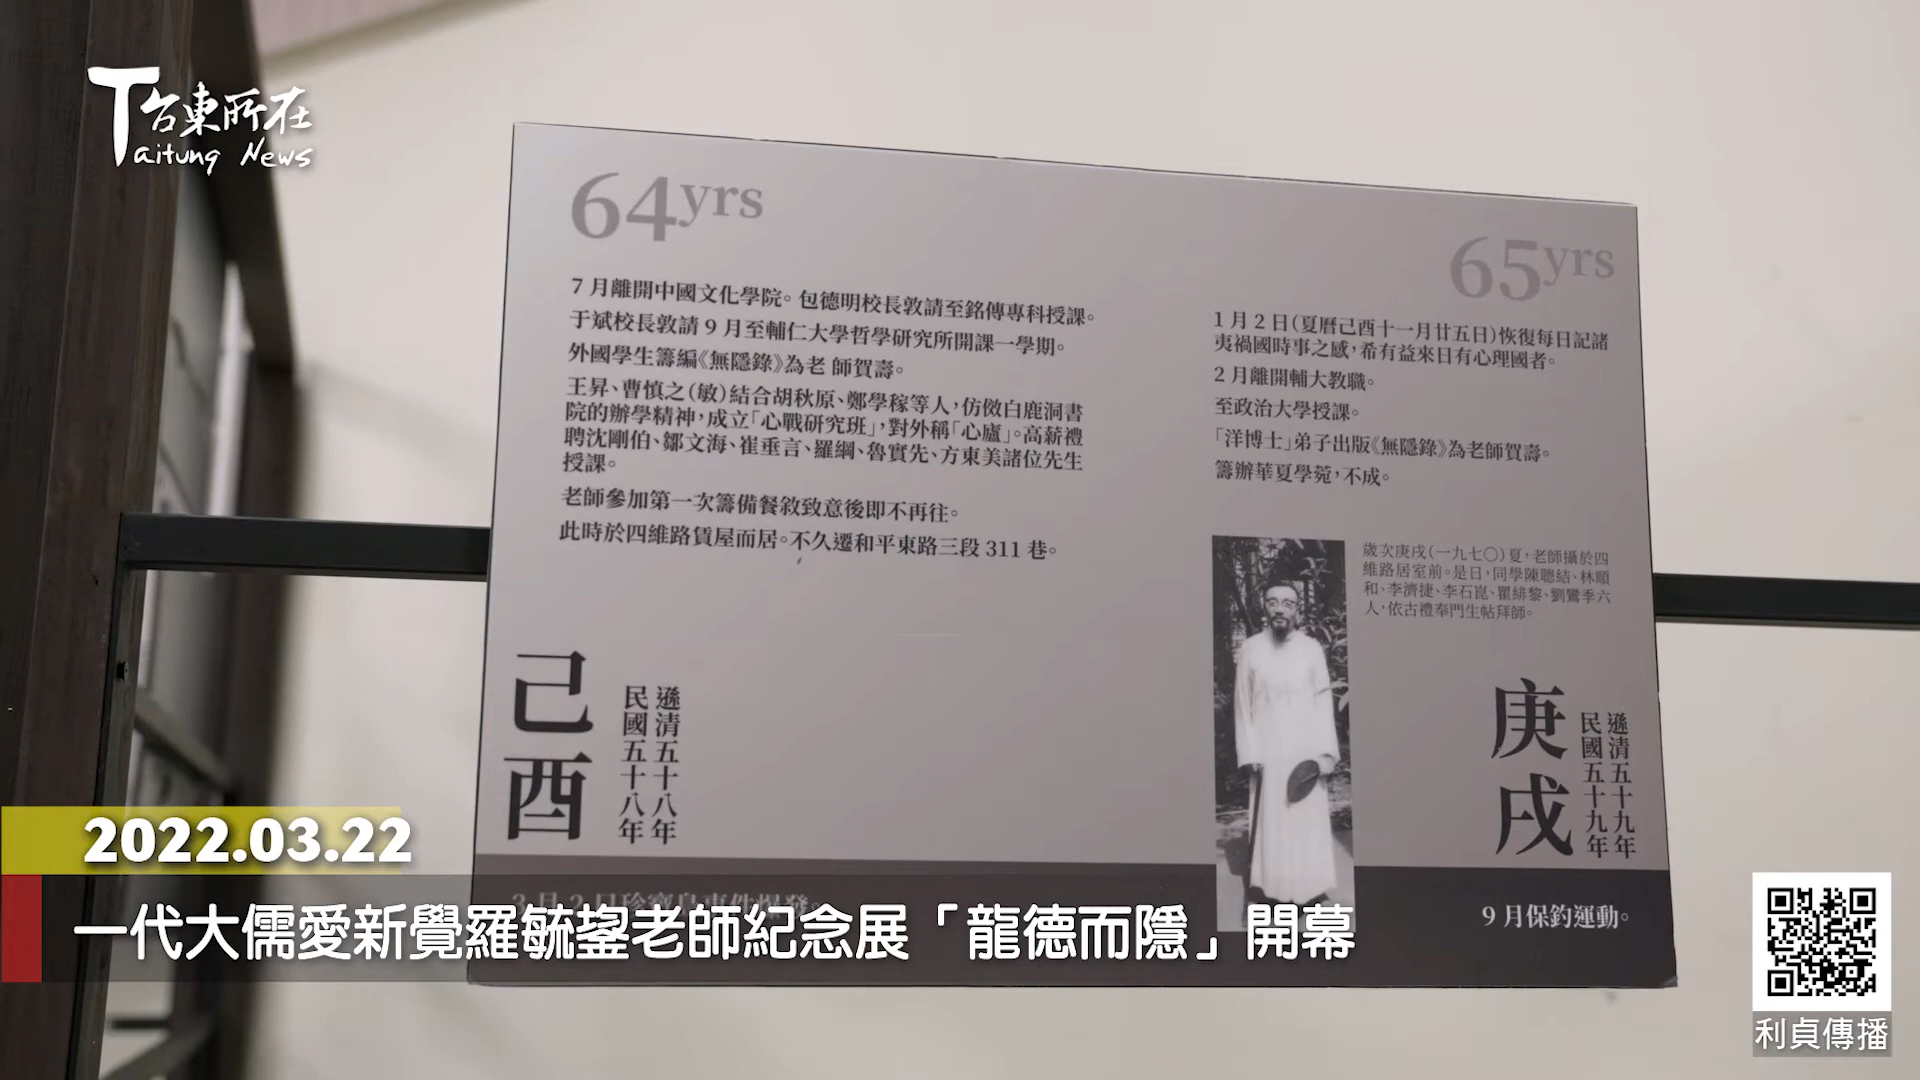 台東所在
Taitung News
64yrs
7月離開中國文化學院。包德明校長敦請至銘傳專科授課。
于斌校長敦請9月至輔仁大學哲學研究所開課一學期。
外國學生籌編《無隱錄》為老 師賀壽。
王昇、曹慎之(敏)結合胡秋原、鄭學稼等人,仿傚白鹿洞書
院的辦學精神,成立「心戰研究班」,對外稱「心廬」。高薪禮
聘沈剛伯、鄒文海、崔垂言、羅綱、魯實先、方東美諸位先生
授課。
老師參加第一次籌備餐敘致意後即不再往。
此時於四維路賃屋而居。不久遷和平東路三段311巷。
己酉
遜清五十八年
民國五十八年
3月2日珍寶島事件爆發。
65yrs
1月2日(夏曆己酉十一月廿五日)恢復每日記諸
夷禍國時事之感,希有益來日有心理國者。
2月離開輔大教職。
至政治大學授課。
「洋博士」弟子出版《無隱錄》為老師賀壽。
籌辦華夏學菀,不成。
歲次庚戌(一九七〇)夏,老師攝於四
維路居室前。是日,同學陳聰結、林順
和、李濟捷、李石崑、瞿緋黎、劉鷺季六
人,依古禮奉門生帖拜師。
庚戌
遜清五十九年
民國五十九年
9月保釣運動。
2022.03.22
一代大儒愛新覺羅毓鋆老師紀念展「龍德而隱」開幕
利貞傳播